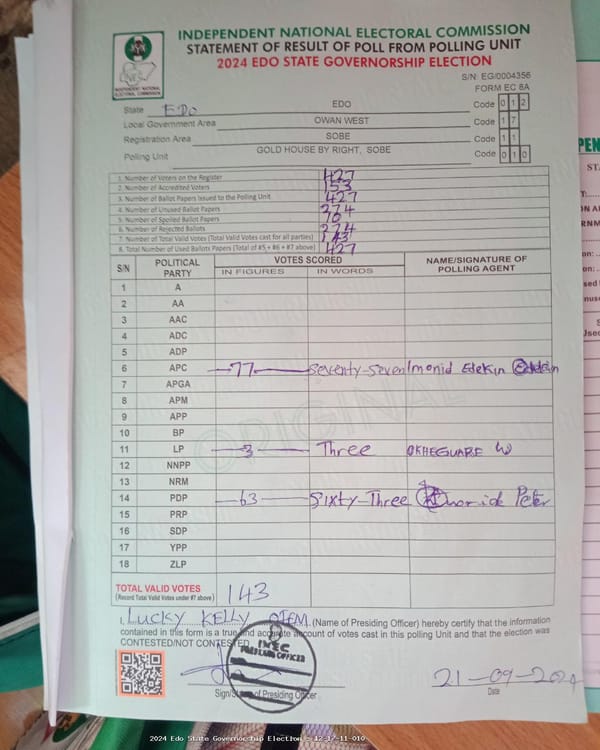 INDEPENDENT NATIONAL ELECTORAL COMMISSION
STATEMENT OF RESULT OF POLL FROM POLLING UNIT
2024 EDO STATE GOVERNORSHIP ELECTION
INDEPENDENT NATIONAL ELECTORAL COMMISSION
S/N: EG/0004356
FORM EC 8A
State EDO EDO Code 0 1 2
Local Government Area OWAN WEST Code 1 7
Registration Area SOBE Code 1 1
Polling Unit GOLD HOUSE BY RIGHT, SOBE Code 0 1 0
1. Number of Voters on the Register 427
2. Number of Accredited Voters 153
3. Number of Ballot Papers Issued to the Polling Unit 427
4. Number of Unused Ballot Papers 274
5. Number of Spoiled Ballot Papers
6. Number of Rejected Ballots
7. Number of Total Valid Votes (Total Valid Votes cast for all parties) 143
8. Total Number of Used Ballots Papers (Total of #5 + #6 + #7 above) 427
S/N POLITICAL PARTY VOTES SCORED NAME/SIGNATURE OF POLLING AGENT
IN FIGURES IN WORDS
1 A
2 AA
3 AAC
4 ADC
5 ADP
6 APC 77 Seventy-Seven Imonid Edekin
7 APGA
8 APM
9 APP
10 BP
11 LP 3 Three OKHEGUARE W
12 NNPP
13 NRM
14 PDP 63 Sixty-Three Peter
15 PRP
16 SDP
17 YPP
18 ZLP
ORIGINAL
TOTAL VALID VOTES 143
(Record Total Valid Votes under #7 above)
I, LUCKY KELLY (Name of Presiding Officer) hereby certify that the information
contained in this form is a true and accurate account of votes cast in this polling Unit and that the election was
CONTESTED/NOT CONTESTED
INEC
PRESIDING OFFICER
21-09-2024
Sign/Stamp of Presiding Officer Date
2024 Edo State Governorship Election - 12-17-11-010